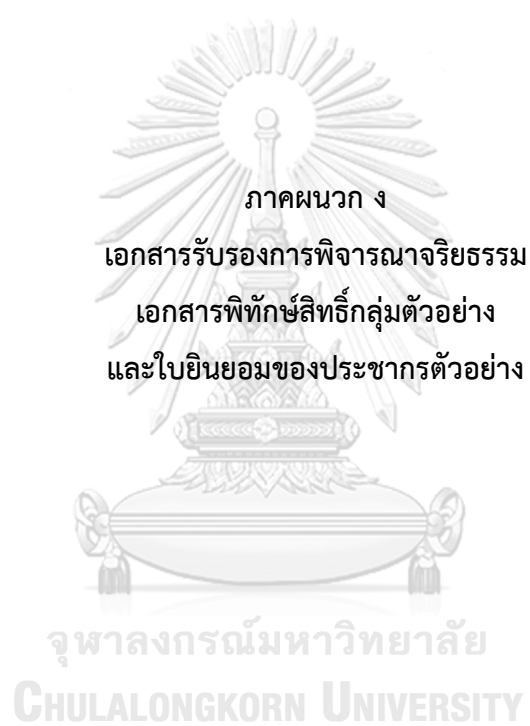 ภาคผนวก ง
เอกสารรับรองการพิจารณาจริยธรรม
เอกสารพิทักษ์สิทธิ์กลุ่มตัวอย่าง
และใบยินยอมของประชากรตัวอย่าง
จุฬาลงกรณ์มหาวิทยาลัย
CHULALONGKORN UNIVERSITY